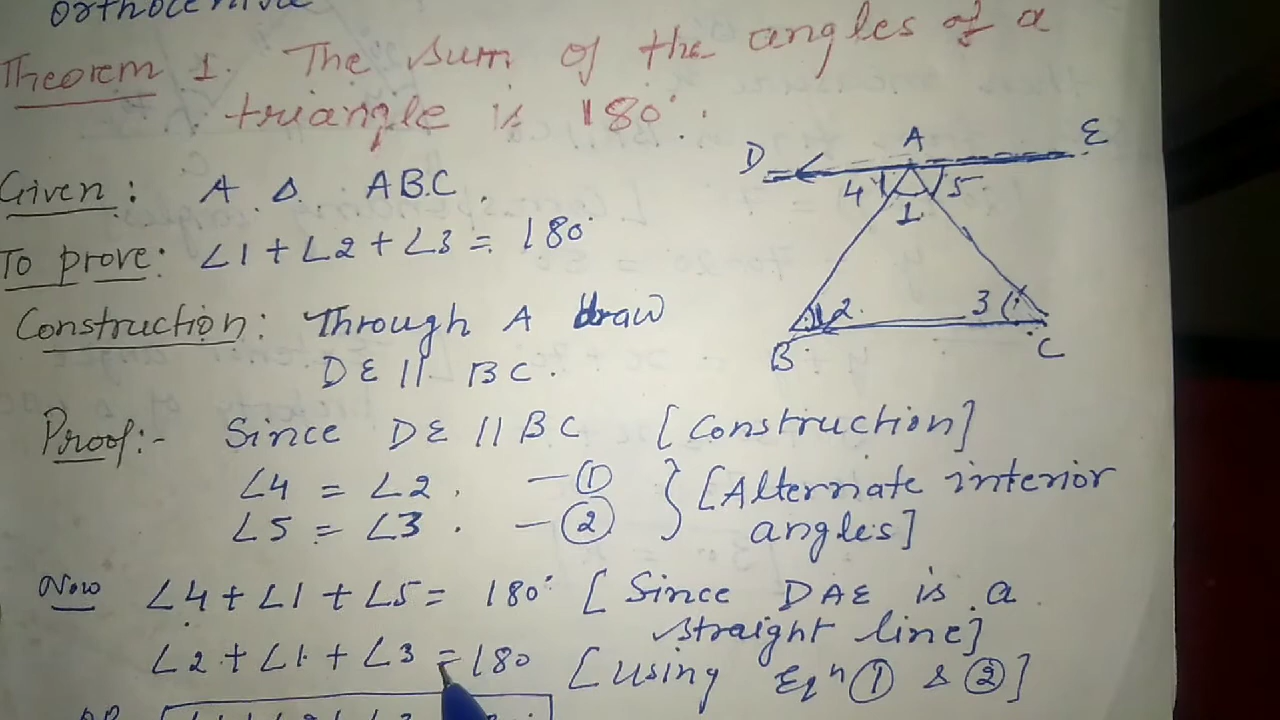 Theorem 1. The sum of the angles of a
triangle is 180°.
Given: A Δ ABC.
To prove: ∠1 + ∠2 + ∠3 = 180°
Construction: Through A draw
DE || BC.
Proof:- Since DE || BC [Construction]
∠4 = ∠2. - ① } [Alternate interior
∠5 = ∠3. - ② angles]
Now ∠4 + ∠1 + ∠5 = 180° [Since DAE is a
straight line]
∠2 + ∠1 + ∠3 = 180 [using Eqn ① & ②]
D A E
4 1 5
2 3
B C